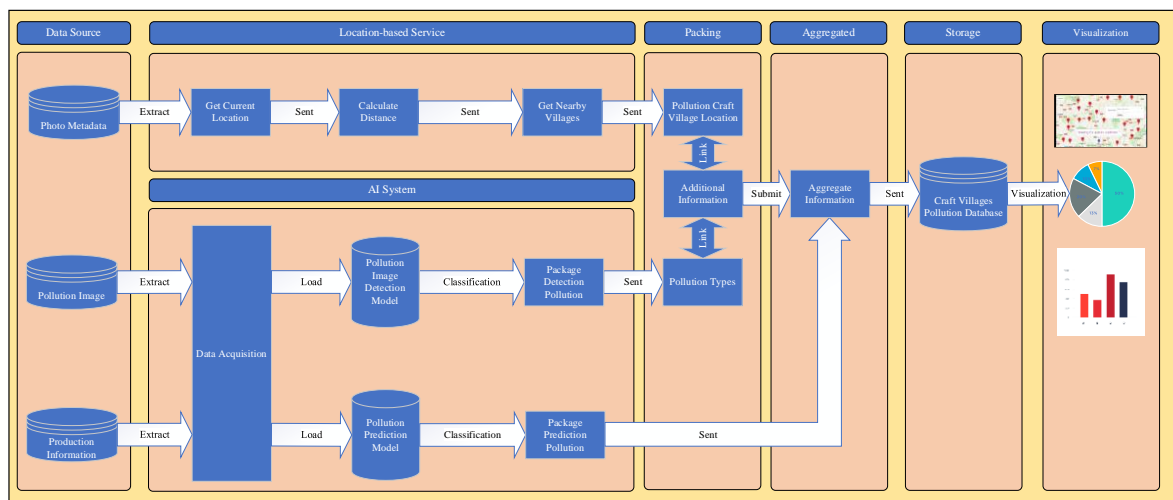 Data Source
Location-based Service
Packing
Aggregated
Storage
Visualization
Photo Metadata
Extract
Get Current
Location
Sent
Calculate
Distance
Sent
Get Nearby
Villages
Sent
Pollution Craft
Village Location
Link
AI System
Additional
Information
Submit
Aggregate
Information
Sent
Craft Villages
Pollution Database
Visualization
Link
Pollution Image
Extract
Data Acquisition
Load
Pollution
Image
Detection
Model
Classification
Package
Detection
Pollution
Sent
Pollution Types
Production
Information
Extract
Load
Pollution
Prediction
Model
Classification
Package
Prediction
Pollution
Sent